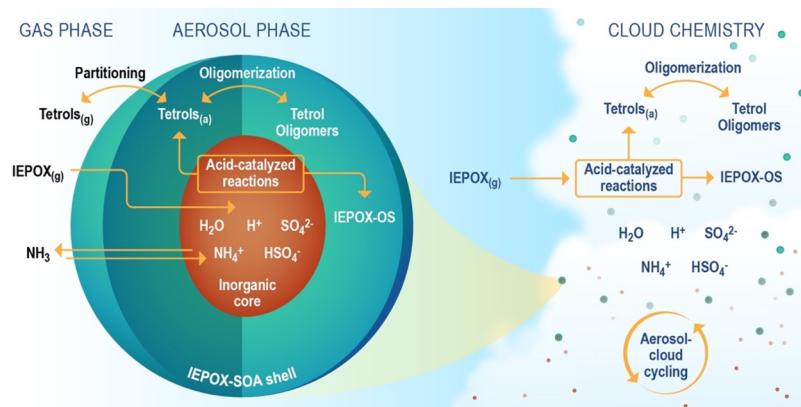 GAS PHASE
AEROSOL PHASE
CLOUD CHEMISTRY
Partitioning
Oligomerization
Tetrols(g)
Tetrols(a)
Tetrol
Oligomers
IEPOX(g)
Acid-catalyzed
reactions
IEPOX-OS
H₂O H⁺ SO₄²⁻
NH₃
NH₄⁺ HSO₄⁻
Inorganic
core
IEPOX-SOA shell
Oligomerization
Tetrols(a)
Tetrol
Oligomers
IEPOX(g)
Acid-catalyzed
reactions
IEPOX-OS
H₂O H⁺ SO₄²⁻
NH₄⁺ HSO₄⁻
Aerosol-
cloud
cycling